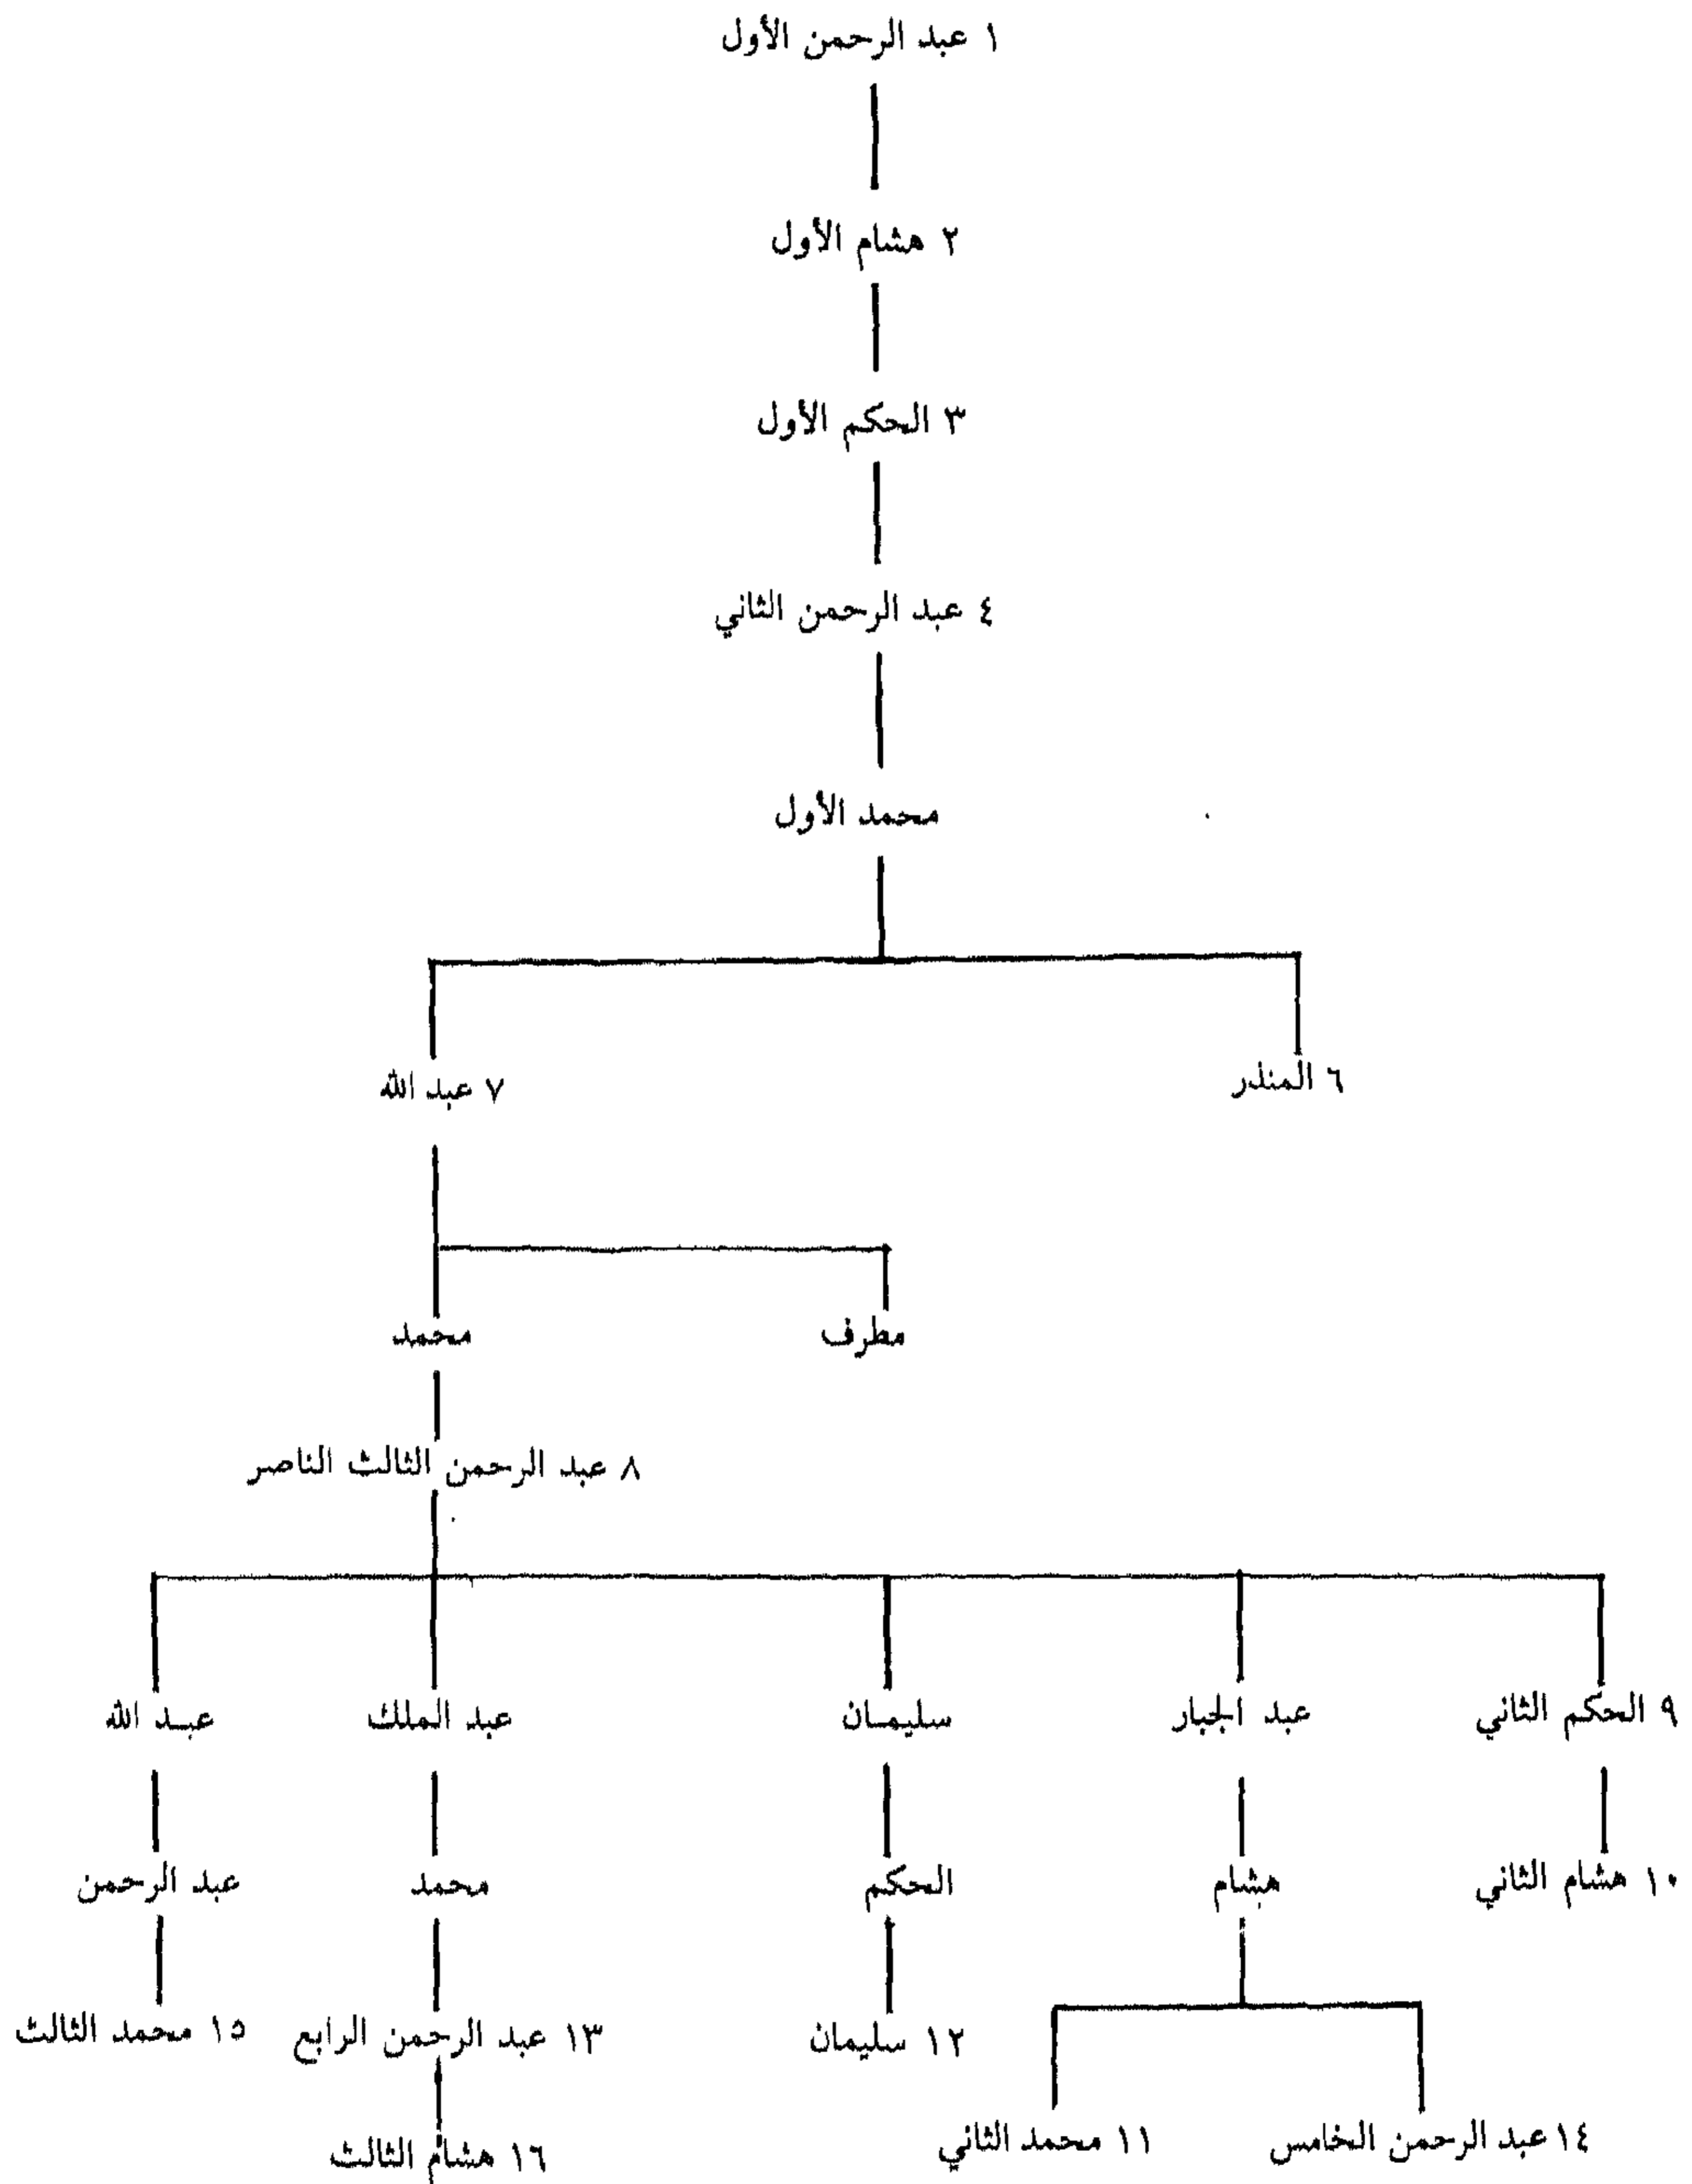 ١ عبد الرحمن الأول
٢ هشام الأول
٣ الحكم الأول
٤ عبد الرحمن الثاني
محمد الأول
٦ المنذر
٧ عبد الله
مطرف
محمد
٨ عبد الرحمن الثالث الناصر
٩ الحكم الثاني
عبد الجبار
سليمان
عبد الملك
عبد الله
١٠ هشام الثاني
هشام
الحكم
محمد
عبد الرحمن
١٢ سليمان
١٣ عبد الرحمن الرابع
١٥ محمد الثالث
١٤ عبد الرحمن الخامس
١١ محمد الثاني
١٦ هشام الثالث